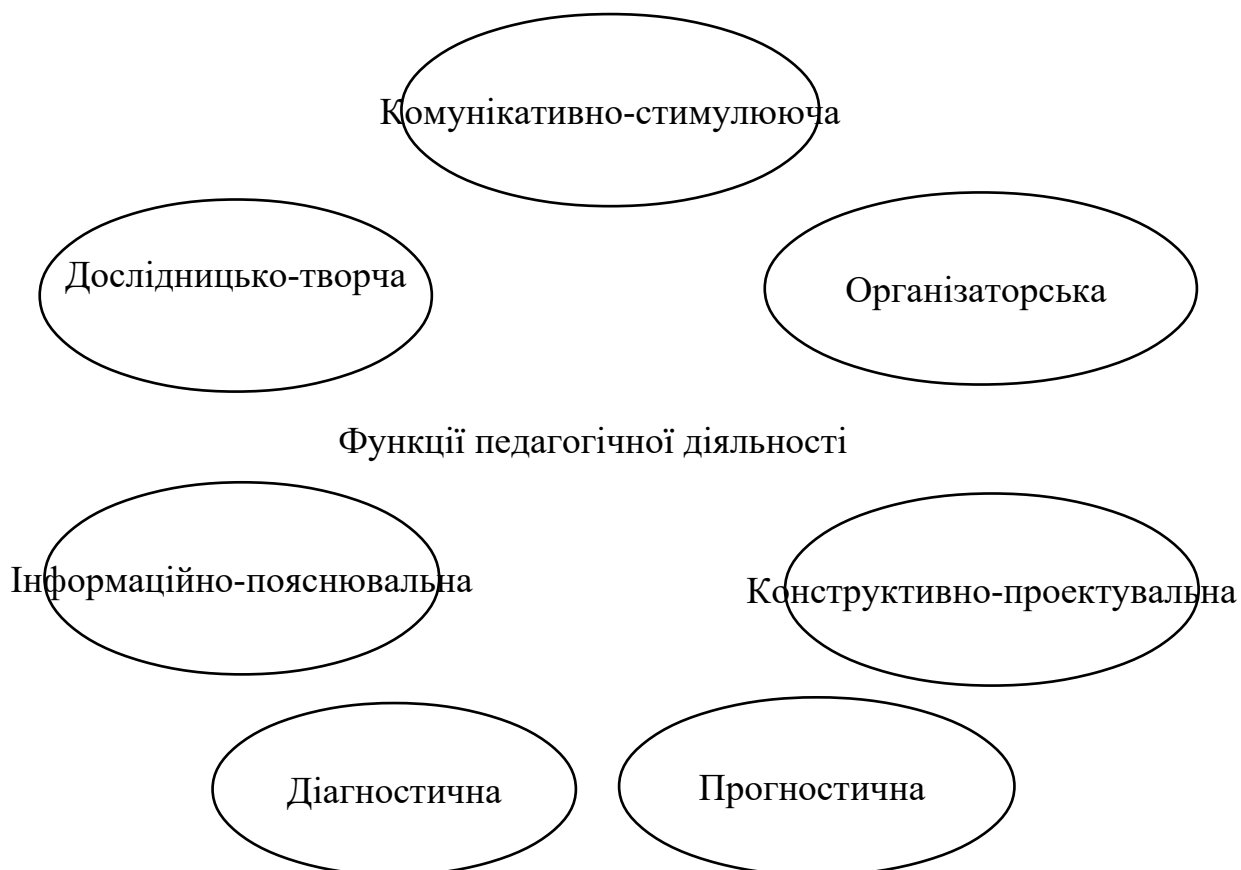 Комунікативно-стимулююча
Дослідницько-творча
Організаторська
Функції педагогічної діяльності
Інформаційно-пояснювальна
Конструктивно-проектувальна
Діагностична
Прогностична